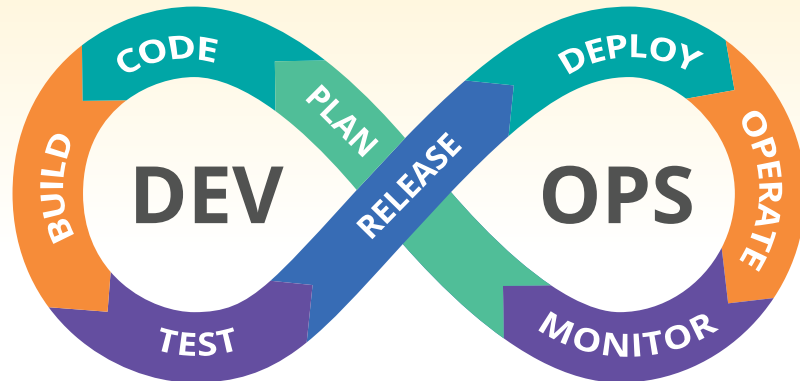 CODE
DEPLOY
PLAN
OPERATE
BUILD
RELEASE
DEV
OPS
TEST
MONITOR